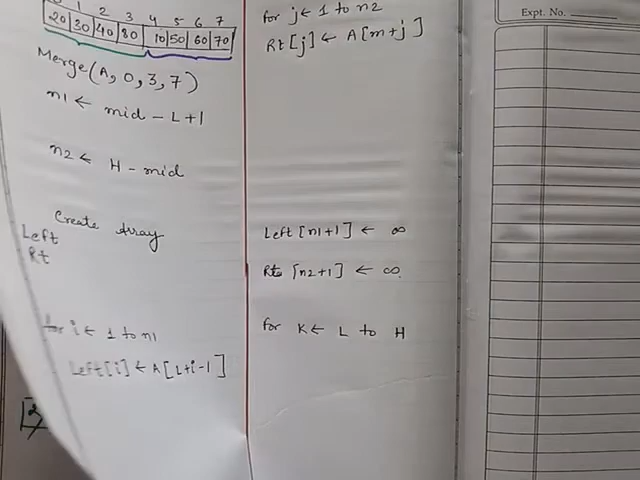 1 2 3 4 5 6 7
20 30 40 80 10 50 60 70
Merge(A, 0, 3, 7)
n1 ← mid - L + 1
n2 ← H - mid
Create Array
Left
Rt
for i ← 1 to n1
Left[i] ← A[L+i-1]
for j ← 1 to n2
Rt[j] ← A[m+j]
Left[n1+1] ← ∞
Rt[n2+1] ← ∞.
for K ← L to H
Expt. No.